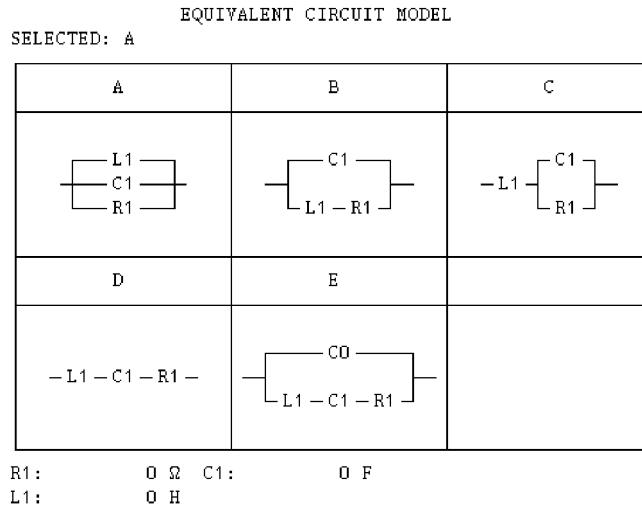 EQUIVALENT CIRCUIT MODEL
SELECTED: A
A B C
L1 C1 C1
C1 L1
R1 L1 R1 R1
D E
C0
L1 C1 R1
L1 C1 R1
R1: 0 Ω C1: 0 F
L1: 0 H